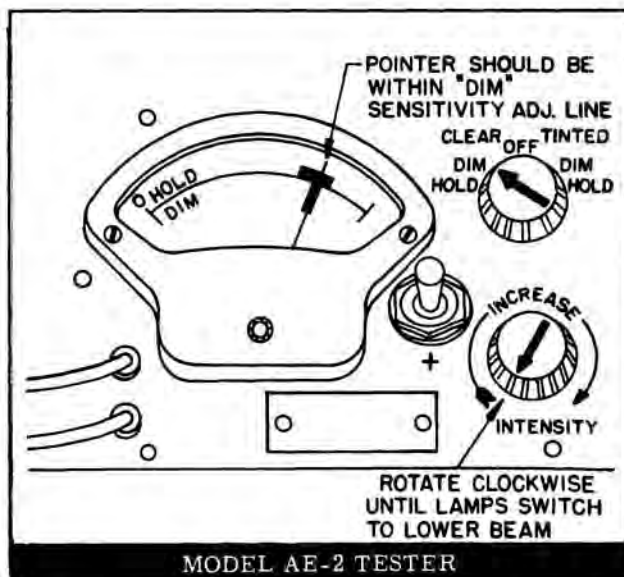 POINTER SHOULD BE
WITHIN "DIM"
SENSITIVITY ADJ. LINE
CLEAR OFF TINTED
DIM DIM
HOLD HOLD
O HOLD
DIM
INCREASE
+
INTENSITY
ROTATE CLOCKWISE
UNTIL LAMPS SWITCH
TO LOWER BEAM
MODEL AE-2 TESTER